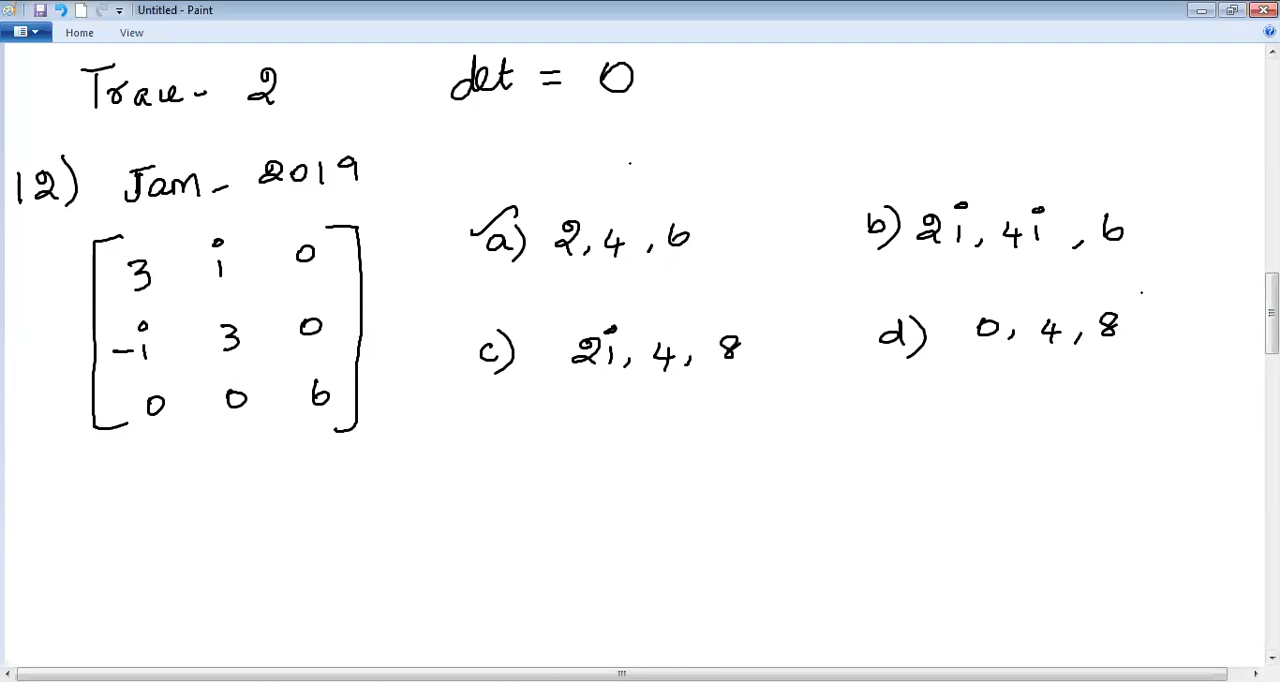 Untitled - Paint
Home View
Trace - 2 det = 0
12) Jam - 2019
a) 2, 4, 6 b) 2i, 4i, 6
3 i 0
-i 3 0
0 0 6
c) 2i, 4, 8 d) 0, 4, 8